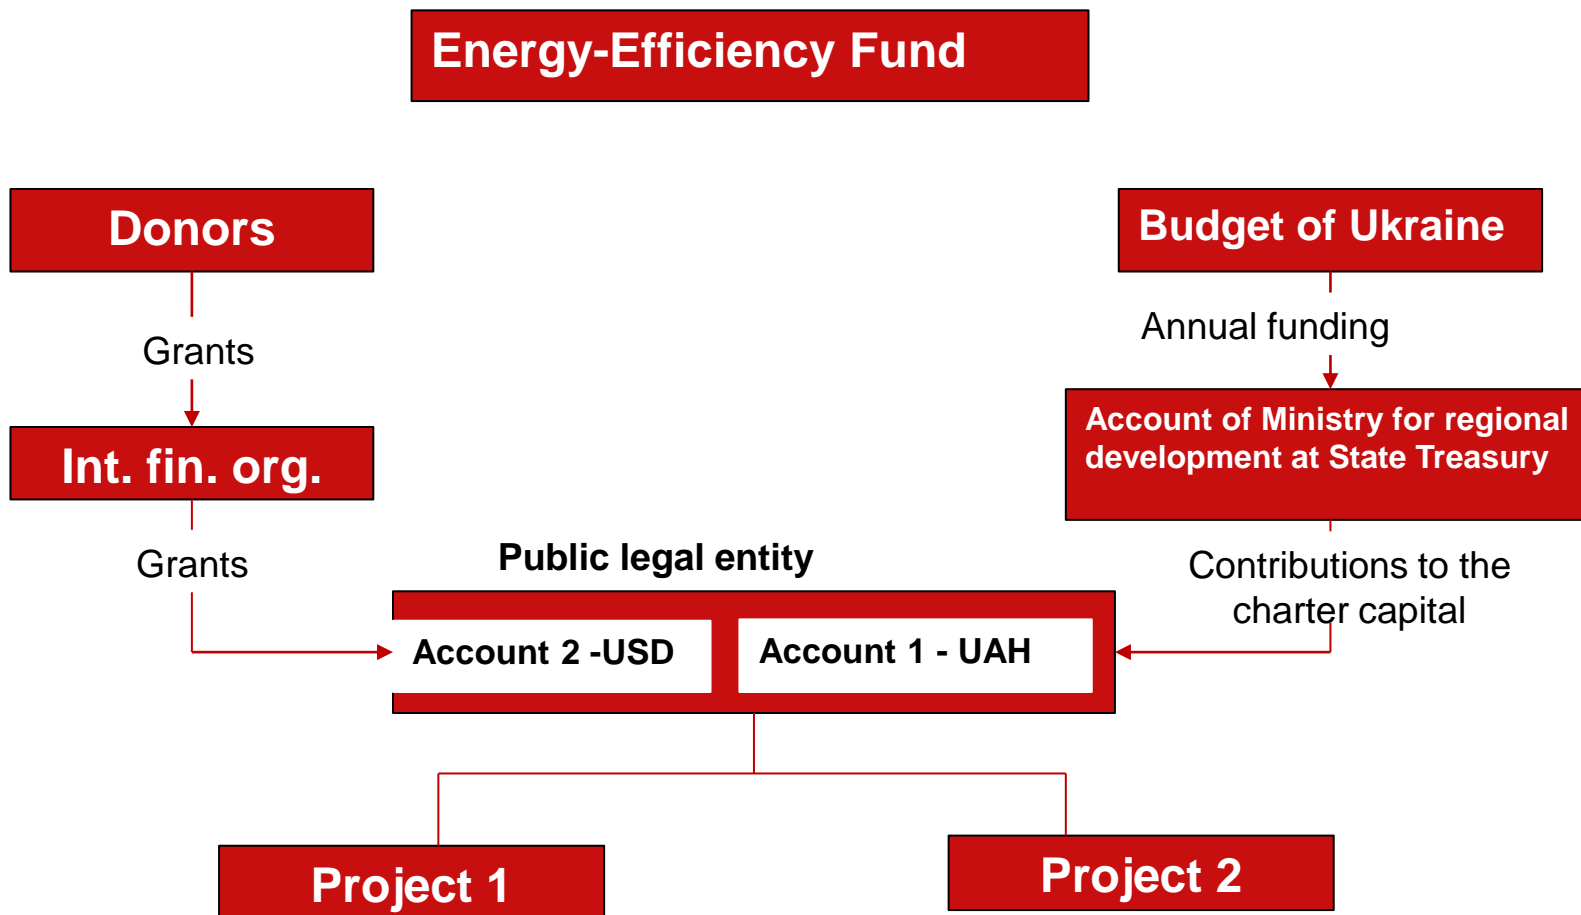 Energy-Efficiency Fund
Donors
Budget of Ukraine
Grants
Annual funding
Int. fin. org.
Account of Ministry for regional
development at State Treasury
Grants
Public legal entity
Contributions to the
charter capital
Account 2 -USD
Account 1 - UAH
Project 1
Project 2